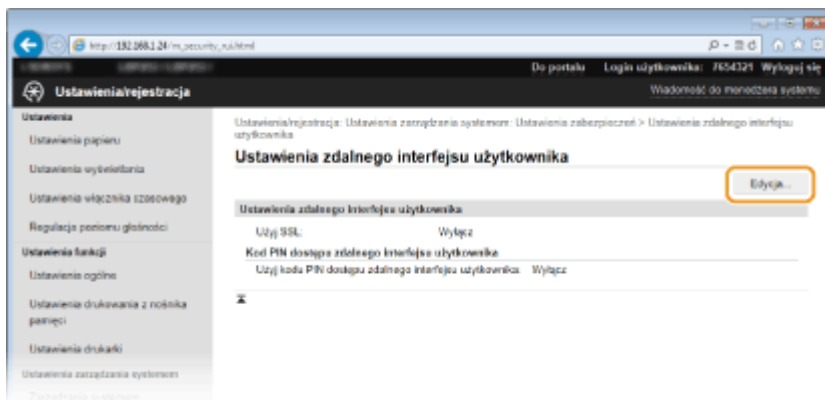 http://192.168.1.24/m_security_rui.html
Do portalu Login użytkownika: 7654321 Wyloguj się
Ustawienia/rejestracja
Wiadomość do menedżera systemu
Ustawienia
Ustawienia papieru
Ustawienia wyświetlania
Ustawienia włącznika czasowego
Regulacja poziomu głośności
Ustawienia funkcji
Ustawienia ogólne
Ustawienia drukowania z nośnika
pamięci
Ustawienia drukarki
Ustawienia zarządzania systemem
Ustawienia/rejestracja: Ustawienia zarządzania systemem: Ustawienia zabezpieczeń > Ustawienia zdalnego interfejsu
użytkownika
Ustawienia zdalnego interfejsu użytkownika
Edycja...
Ustawienia zdalnego interfejsu użytkownika
Użyj SSL: Wyłącz
Kod PIN dostępu zdalnego interfejsu użytkownika
Użyj kodu PIN dostępu zdalnego interfejsu użytkownika: Wyłącz